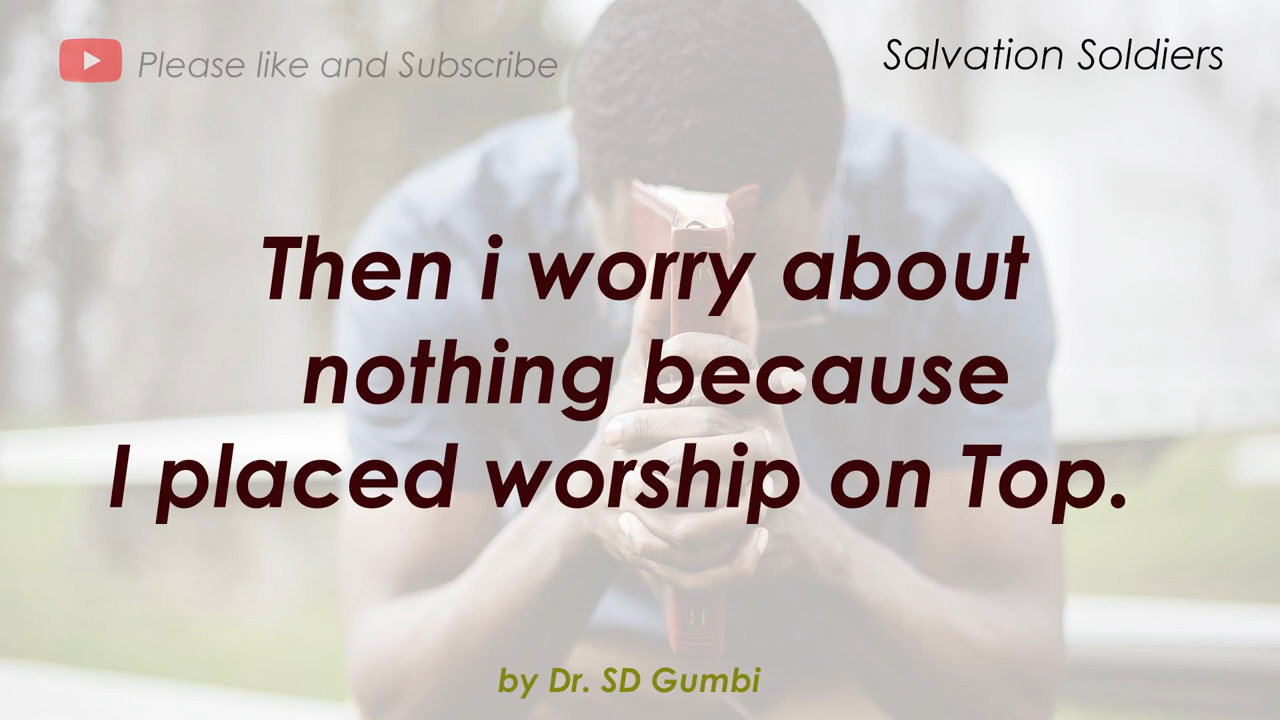 Please like and Subscribe
Salvation Soldiers
Then i worry about
nothing because
I placed worship on Top.
by Dr. SD Gumbi